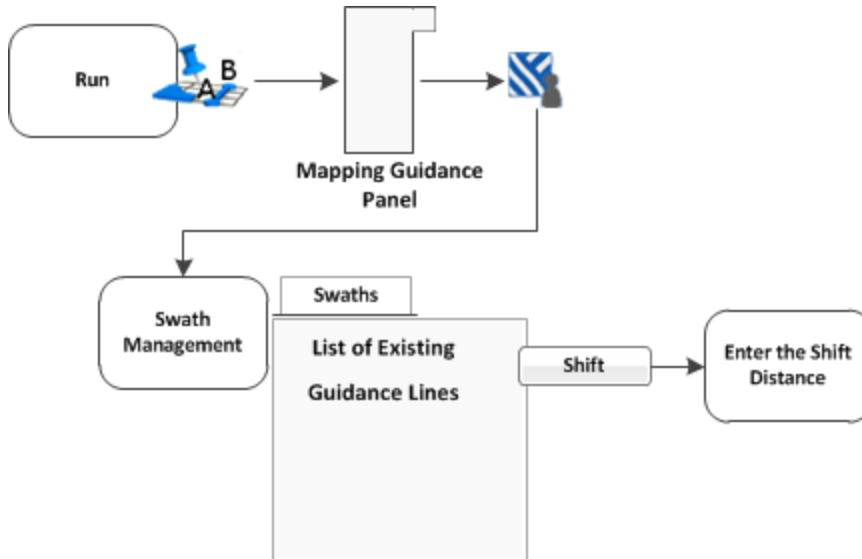 Run
A
B
Mapping Guidance
Panel
Swath
Management
Swaths
List of Existing
Guidance Lines
Shift
Enter the Shift
Distance